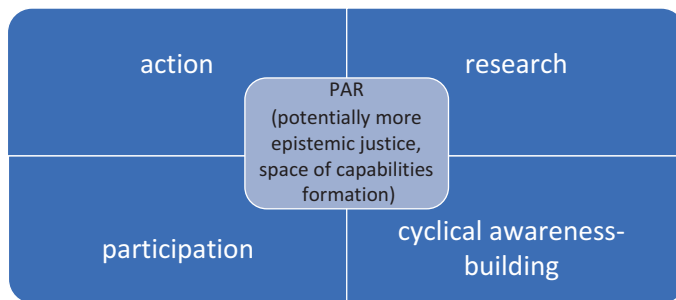 action
research
PAR
(potentially more
epistemic justice,
space of capabilities
formation)
participation
cyclical awareness-
building